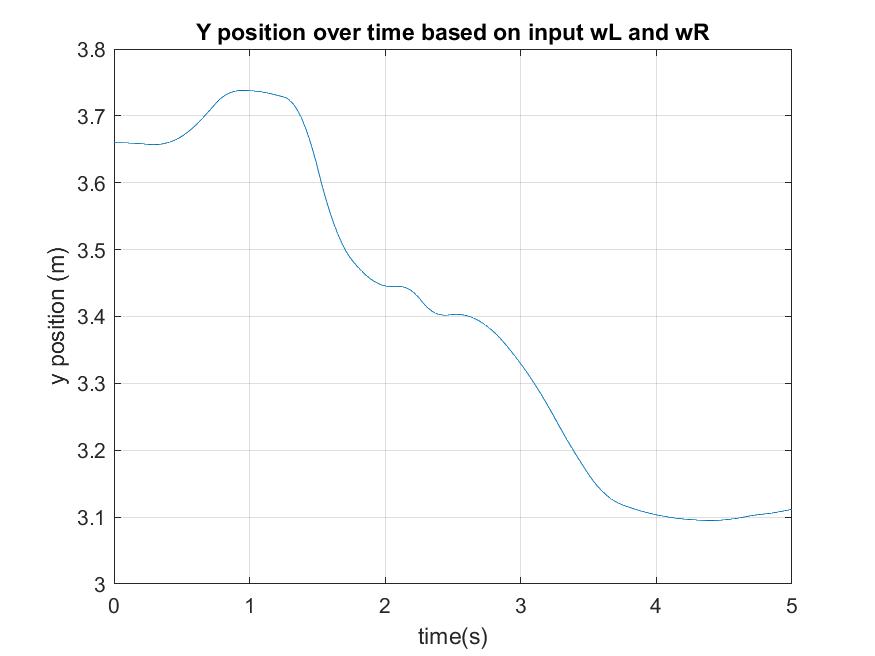 Y position over time based on input wL and wR
3.8
3.7
3.6
3.5
3.4
3.3
3.2
3.1
3
y position (m)
0 1 2 3 4 5
time(s)